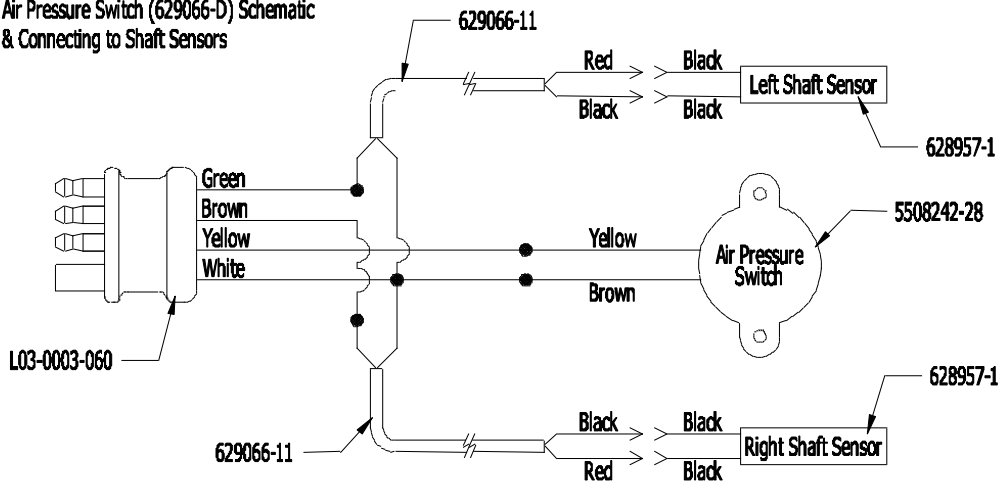 Air Pressure Switch (629066-D) Schematic
& Connecting to Shaft Sensors
629066-11
Red
Black
Left Shaft Sensor
Black
Black
628957-1
Green
Brown
Yellow
White
5508242-28
Yellow
Air Pressure
Switch
Brown
L03-0003-060
628957-1
629066-11
Black
Black
Right Shaft Sensor
Red
Black